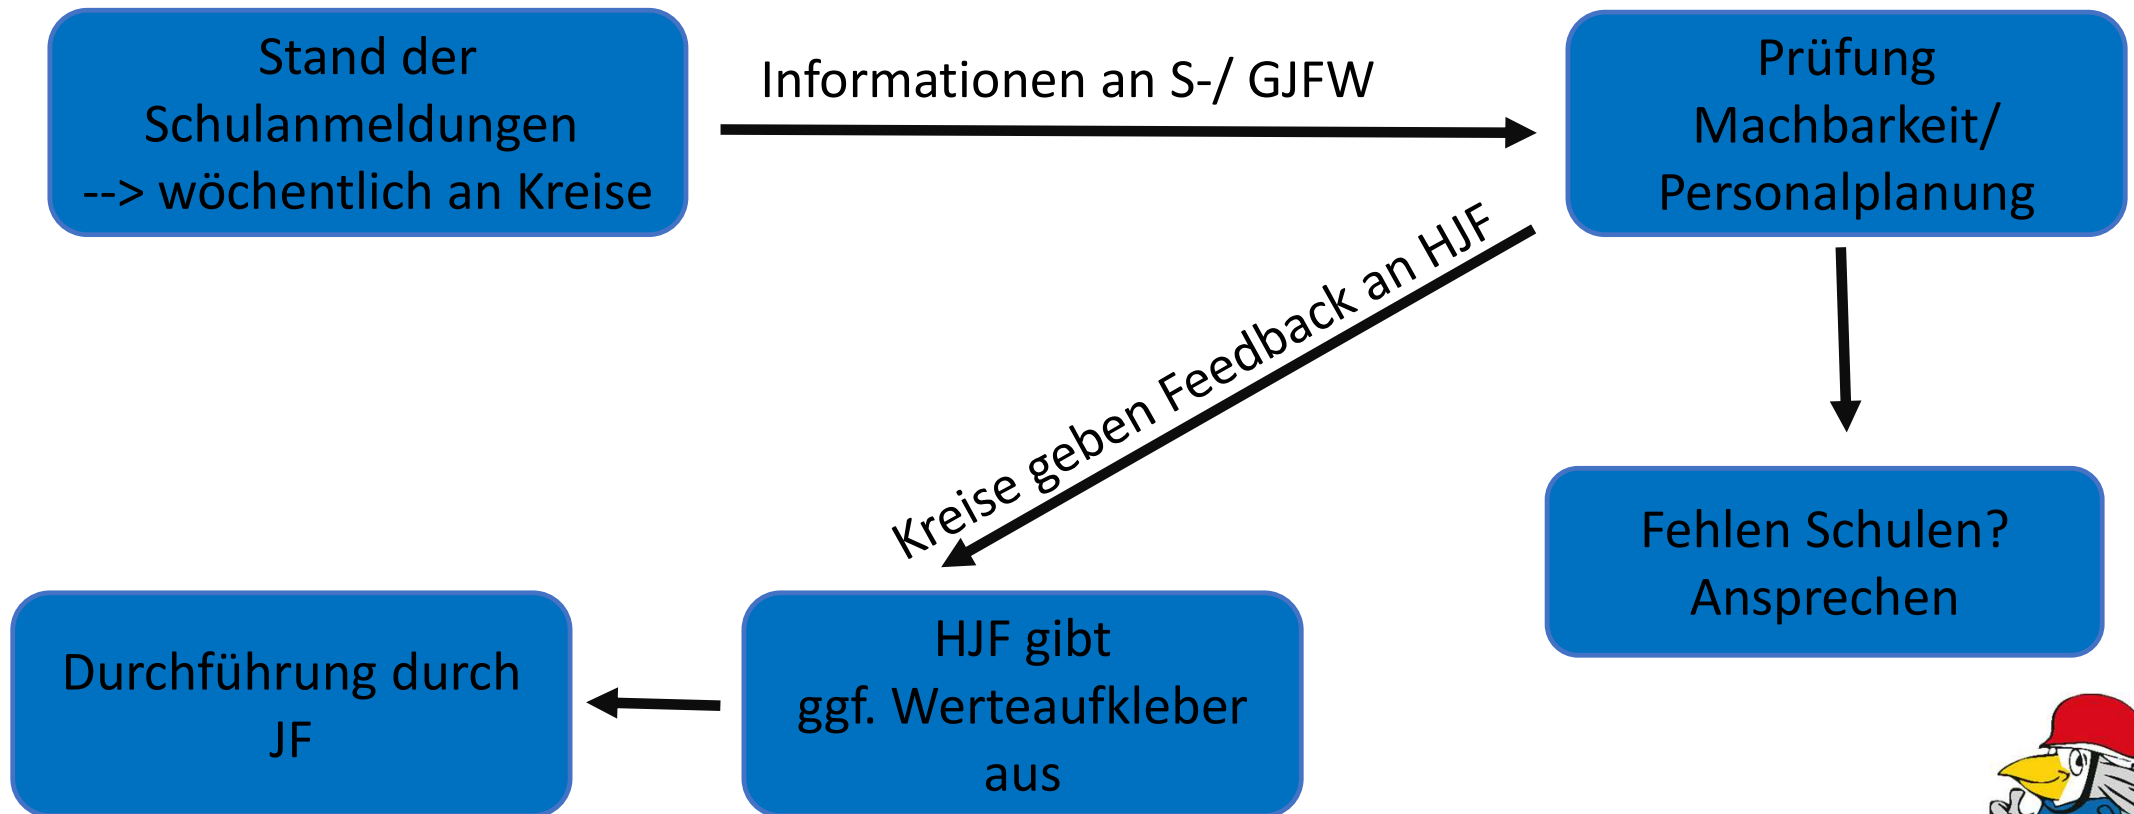 Stand der
Schulanmeldungen
--> wöchentlich an Kreise
Informationen an S-/ GJFW
Prüfung
Machbarkeit/
Personalplanung
Kreise geben Feedback an HJF
Fehlen Schulen?
Ansprechen
HJF gibt
ggf. Werteaufkleber
aus
Durchführung durch
JF